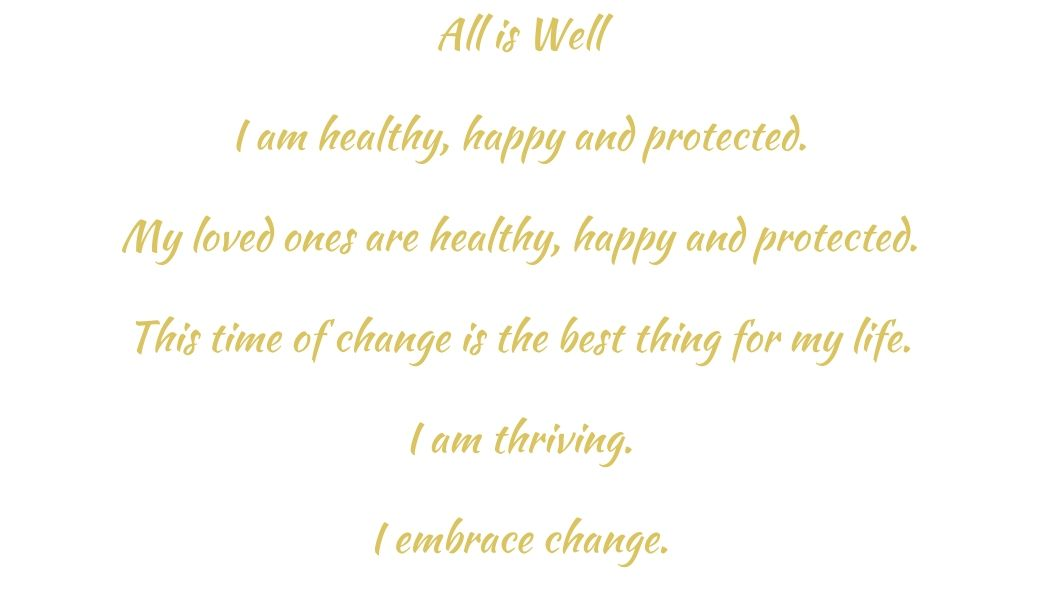 All is Well
I am healthy, happy and protected.
My loved ones are healthy, happy and protected.
This time of change is the best thing for my life.
I am thriving.
I embrace change.